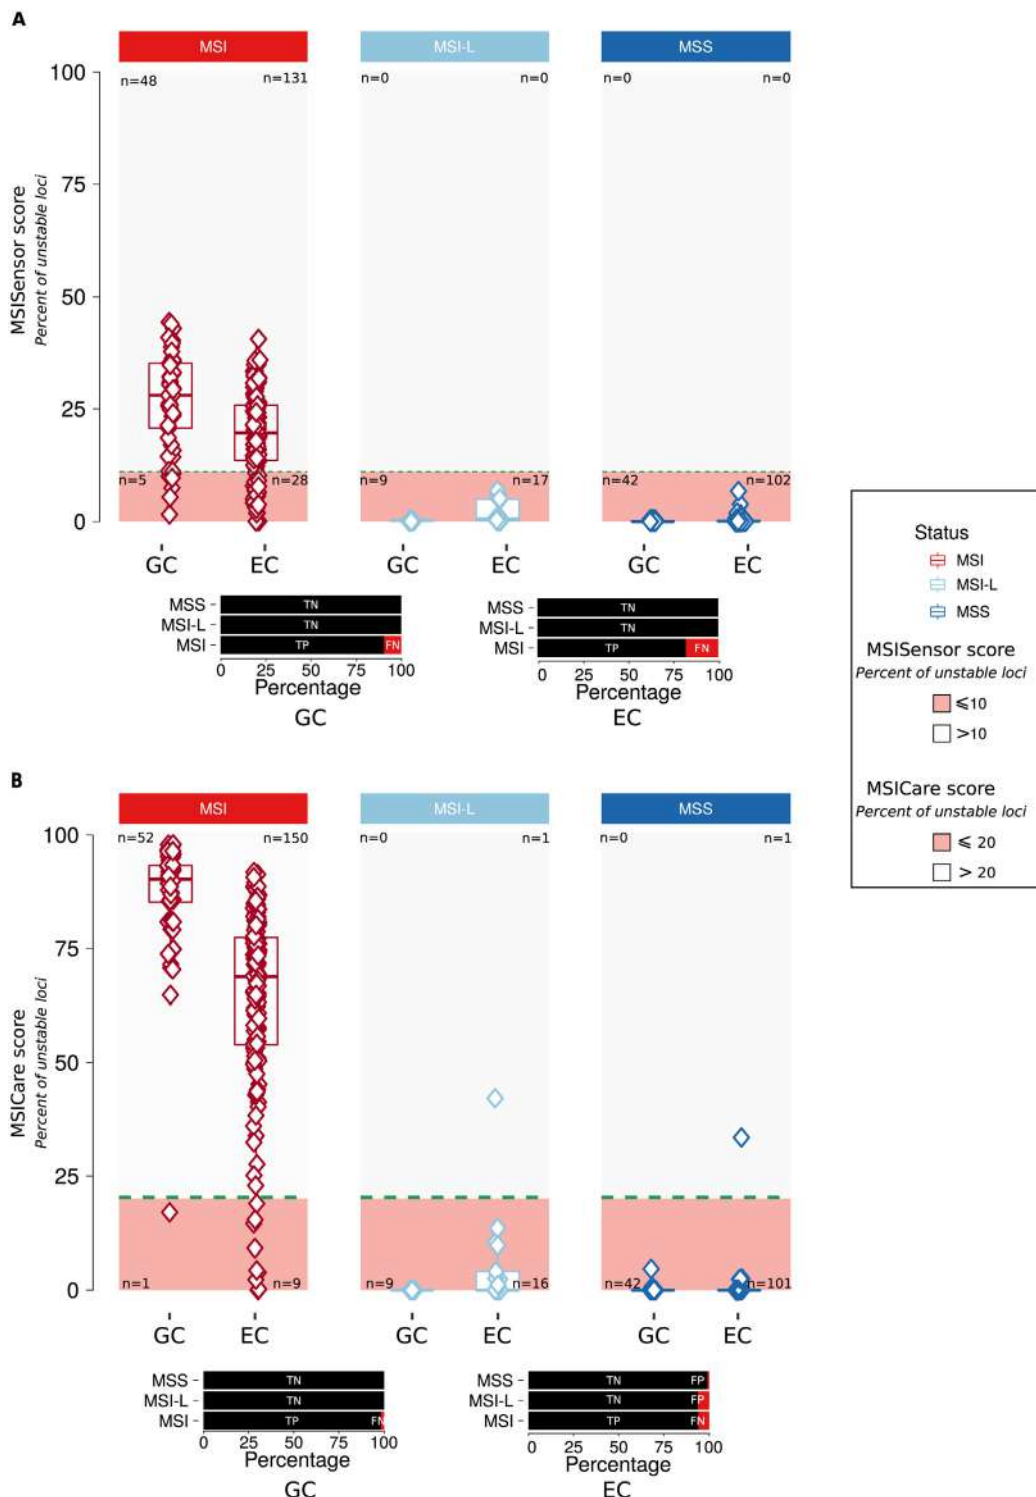 A
MSI MSI-L MSS
100
n=48 n=131 n=0 n=0 n=0 n=0
75
50
25
0
MSISensor score
Percent of unstable loci
n=5 n=28 n=9 n=17 n=42 n=102
GC EC GC EC GC EC
MSS TN
MSI-L TN
MSI TP FN
0 25 50 75 100
Percentage
GC
MSS TN
MSI-L TN
MSI TP FN
0 25 50 75 100
Percentage
EC
Status
MSI
MSI-L
MSS
MSISensor score
Percent of unstable loci
⩽10
>10
MSICare score
Percent of unstable loci
⩽ 20
> 20
B
MSI MSI-L MSS
100
n=52 n=150 n=0 n=1 n=0 n=1
75
50
25
0
MSICare score
Percent of unstable loci
n=1 n=9 n=9 n=16 n=42 n=101
GC EC GC EC GC EC
MSS TN
MSI-L TN
MSI TP FN
0 25 50 75 100
Percentage
GC
MSS TN FP
MSI-L TN FP
MSI TP FN
0 25 50 75 100
Percentage
EC